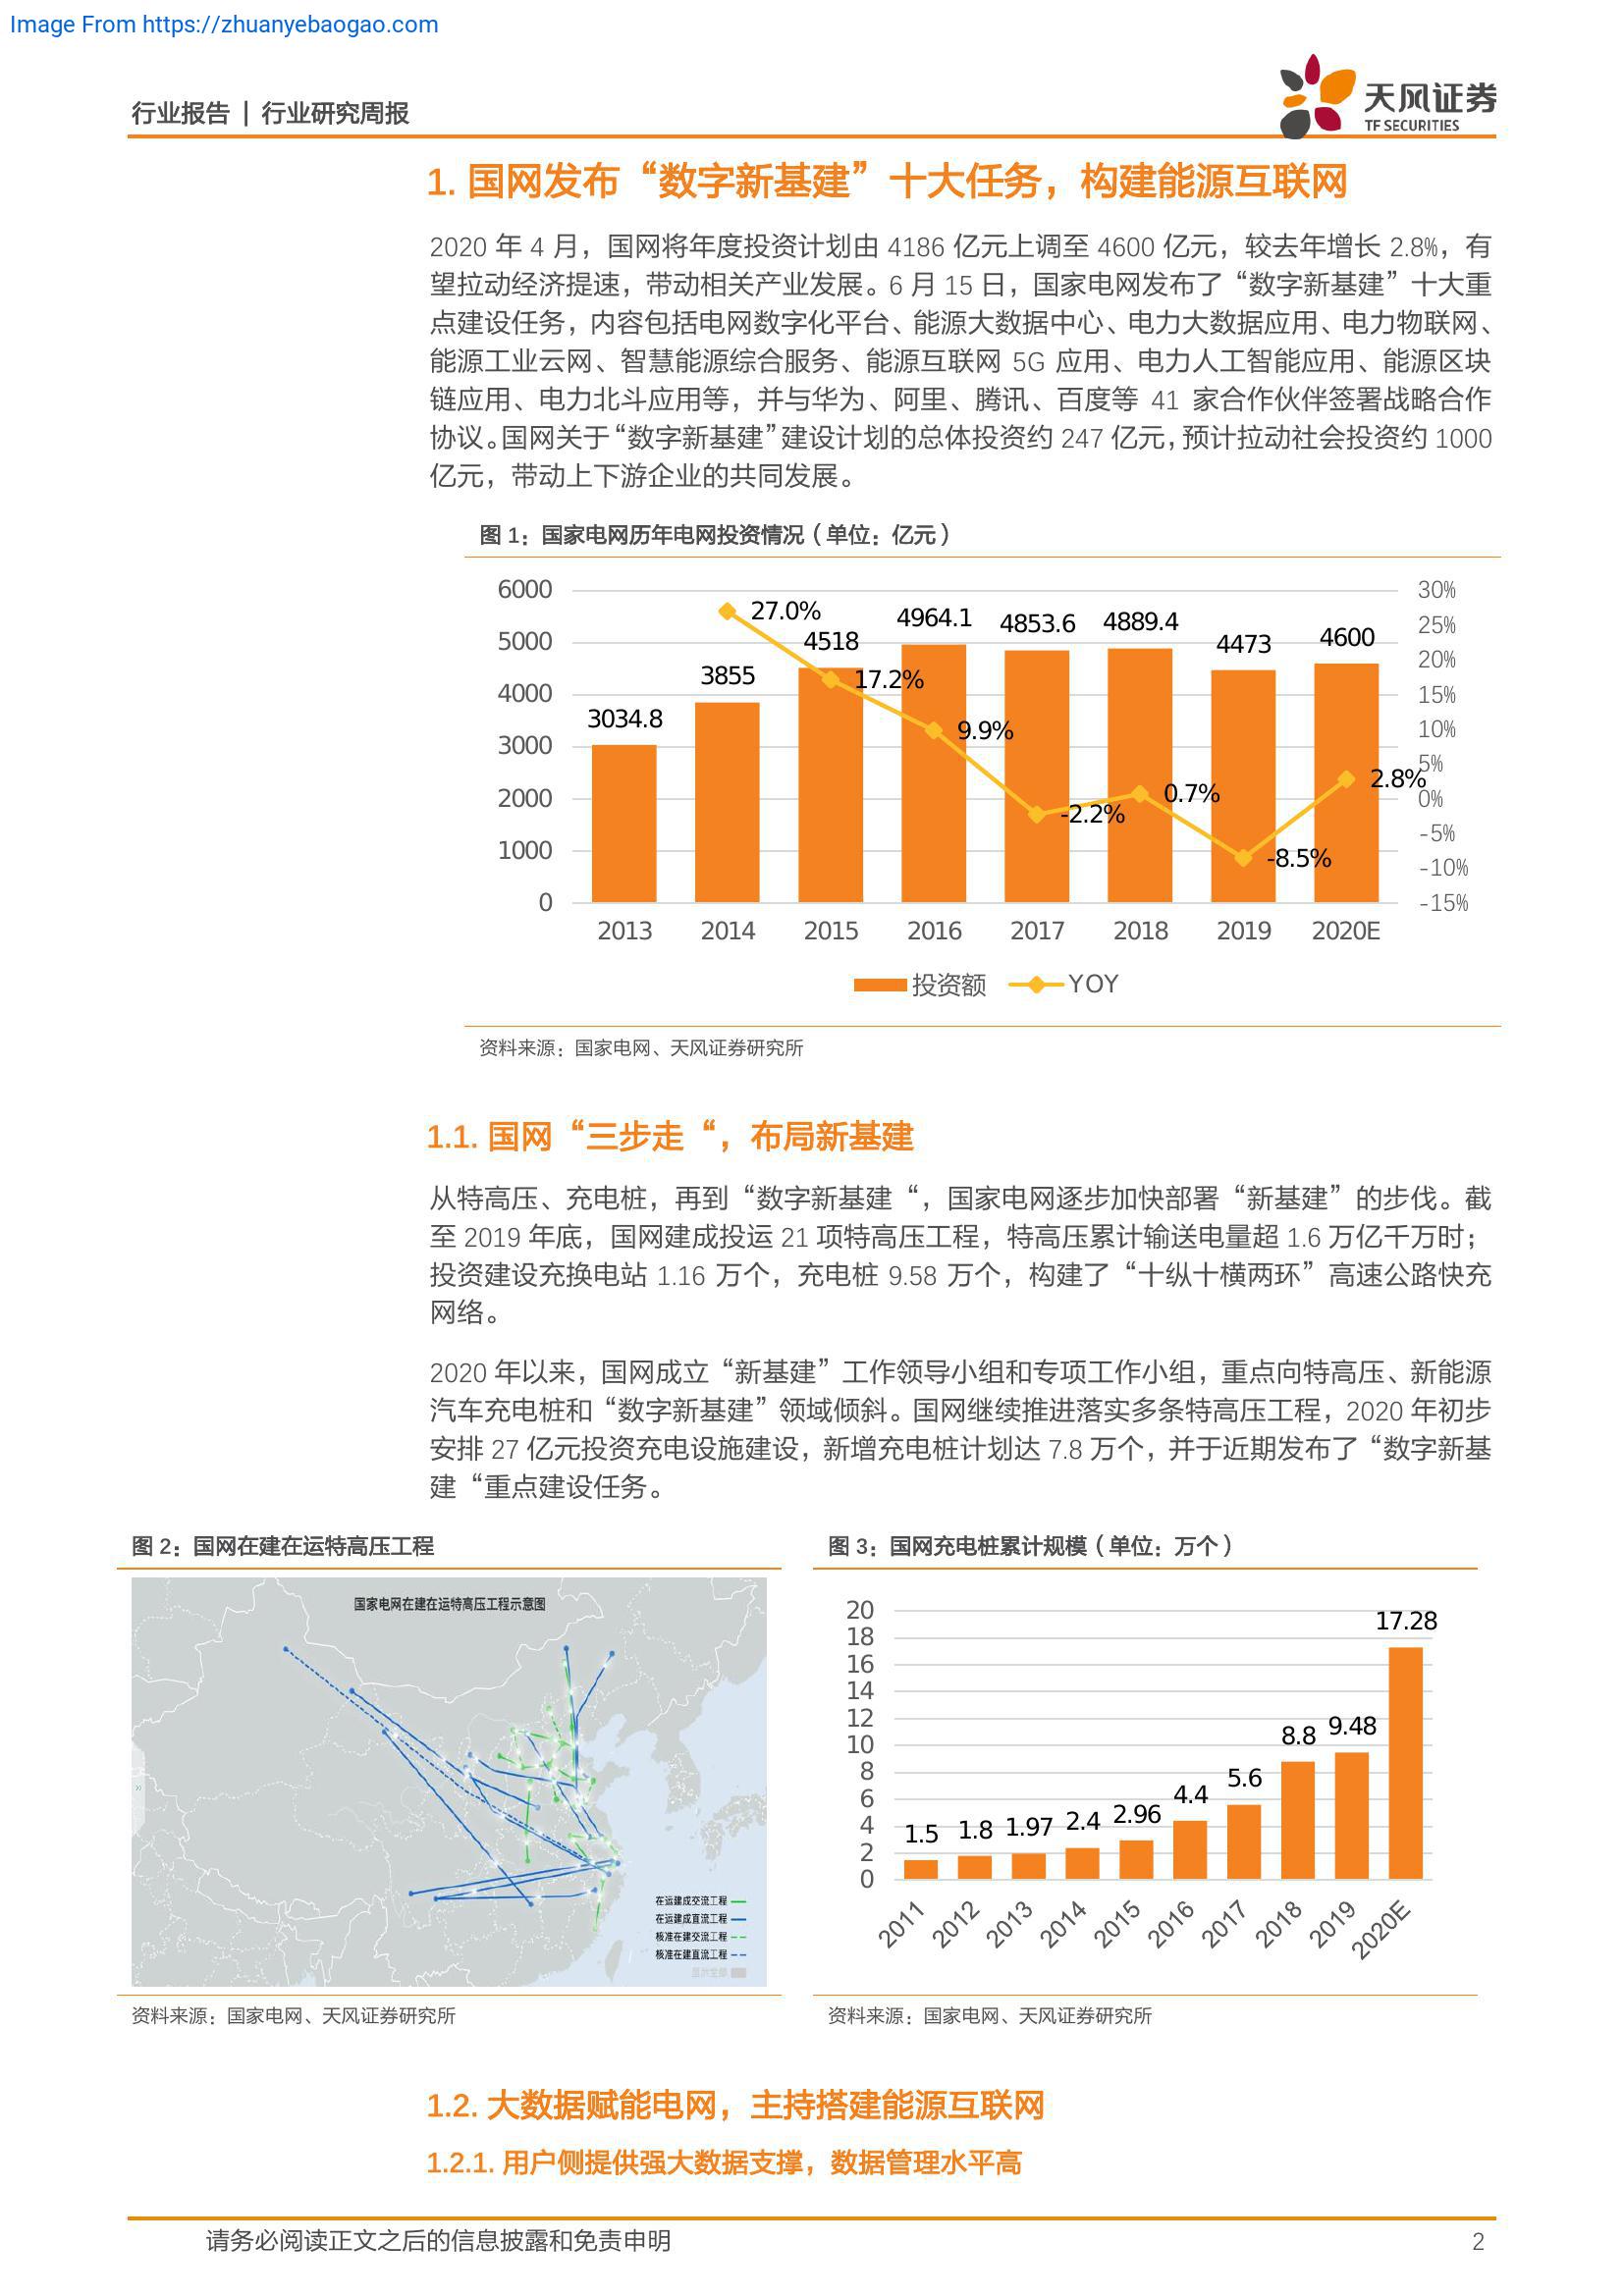 Image From https://zhuanyebaogao.com
行业报告 | 行业研究周报
天风证券
TF SECURITIES
1. 国网发布“数字新基建”十大任务，构建能源互联网
2020 年 4 月，国网将年度投资计划由 4186 亿元上调至 4600 亿元，较去年增长 2.8%，有
望拉动经济提速，带动相关产业发展。6 月 15 日，国家电网发布了“数字新基建”十大重
点建设任务，内容包括电网数字化平台、能源大数据中心、电力大数据应用、电力物联网、
能源工业云网、智慧能源综合服务、能源互联网 5G 应用、电力人工智能应用、能源区块
链应用、电力北斗应用等，并与华为、阿里、腾讯、百度等 41 家合作伙伴签署战略合作
协议。国网关于“数字新基建”建设计划的总体投资约 247 亿元，预计拉动社会投资约 1000
亿元，带动上下游企业的共同发展。
图 1：国家电网历年电网投资情况（单位：亿元）
6000
5000
4000
3000
2000
1000
0
30%
25%
20%
15%
10%
5%
0%
-5%
-10%
-15%
3034.8
3855
4518
4964.1
4853.6
4889.4
4473
4600
27.0%
17.2%
9.9%
-2.2%
0.7%
-8.5%
2.8%
2013 2014 2015 2016 2017 2018 2019 2020E
投资额 YOY
资料来源：国家电网、天风证券研究所
1.1. 国网“三步走“，布局新基建
从特高压、充电桩，再到“数字新基建“，国家电网逐步加快部署“新基建”的步伐。截
至 2019 年底，国网建成投运 21 项特高压工程，特高压累计输送电量超 1.6 万亿千万时；
投资建设充换电站 1.16 万个，充电桩 9.58 万个，构建了“十纵十横两环”高速公路快充
网络。
2020 年以来，国网成立“新基建”工作领导小组和专项工作小组，重点向特高压、新能源
汽车充电桩和“数字新基建”领域倾斜。国网继续推进落实多条特高压工程，2020 年初步
安排 27 亿元投资充电设施建设，新增充电桩计划达 7.8 万个，并于近期发布了“数字新基
建“重点建设任务。
图 2：国网在建在运特高压工程
国家电网在建在运特高压工程示意图
在运建成交流工程
在运建成直流工程
核准在建交流工程
核准在建直流工程
资料来源：国家电网、天风证券研究所
图 3：国网充电桩累计规模（单位：万个）
20
18
16
14
12
10
8
6
4
2
0
1.5
1.8
1.97
2.4
2.96
4.4
5.6
8.8
9.48
17.28
2011 2012 2013 2014 2015 2016 2017 2018 2019 2020E
资料来源：国家电网、天风证券研究所
1.2. 大数据赋能电网，主持搭建能源互联网
1.2.1. 用户侧提供强大数据支撑，数据管理水平高
请务必阅读正文之后的信息披露和免责申明
2